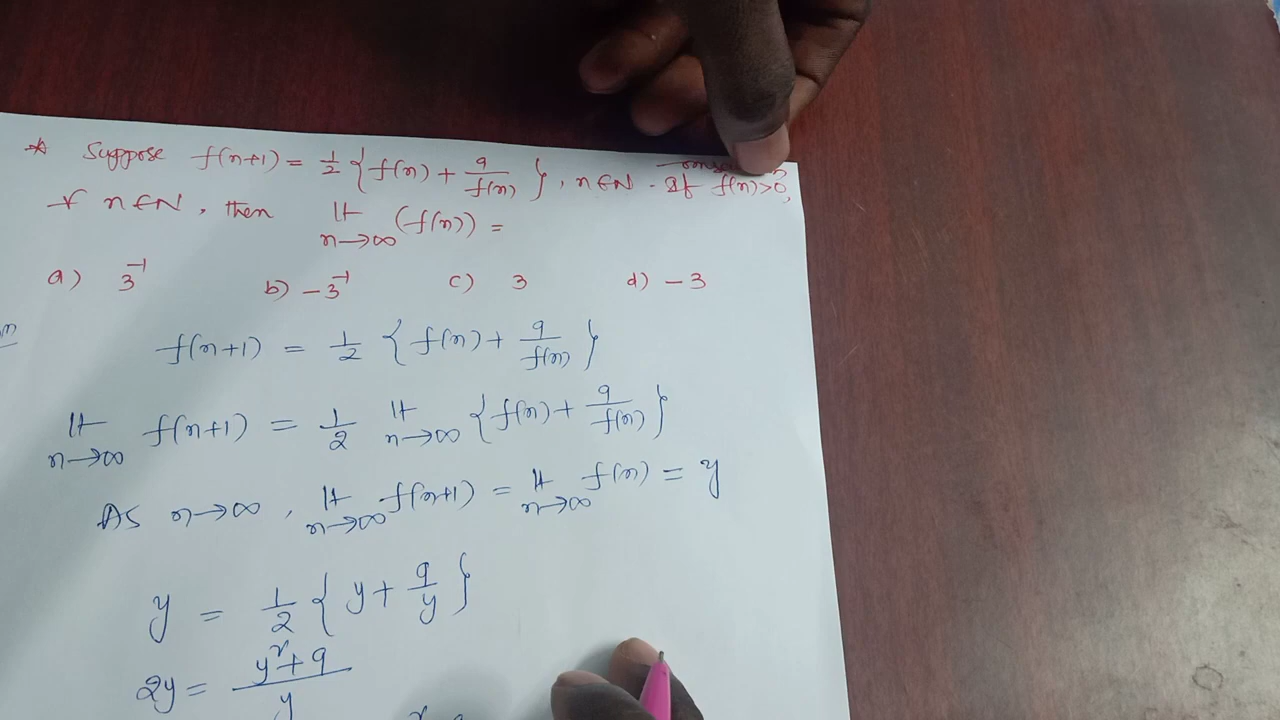 * Suppose f(n+1) = 1/2 { f(n) + 9/f(n) }, n∈N. If f(n)>0,
∀ n∈N, then lt n→∞ (f(n)) =
a) 3⁻¹ b) -3⁻¹ c) 3 d) -3
f(n+1) = 1/2 { f(n) + 9/f(n) }
lt n→∞ f(n+1) = 1/2 lt n→∞ { f(n) + 9/f(n) }
As n→∞, lt n→∞ f(n+1) = lt n→∞ f(n) = y
y = 1/2 { y + 9/y }
2y = (y²+9)/y